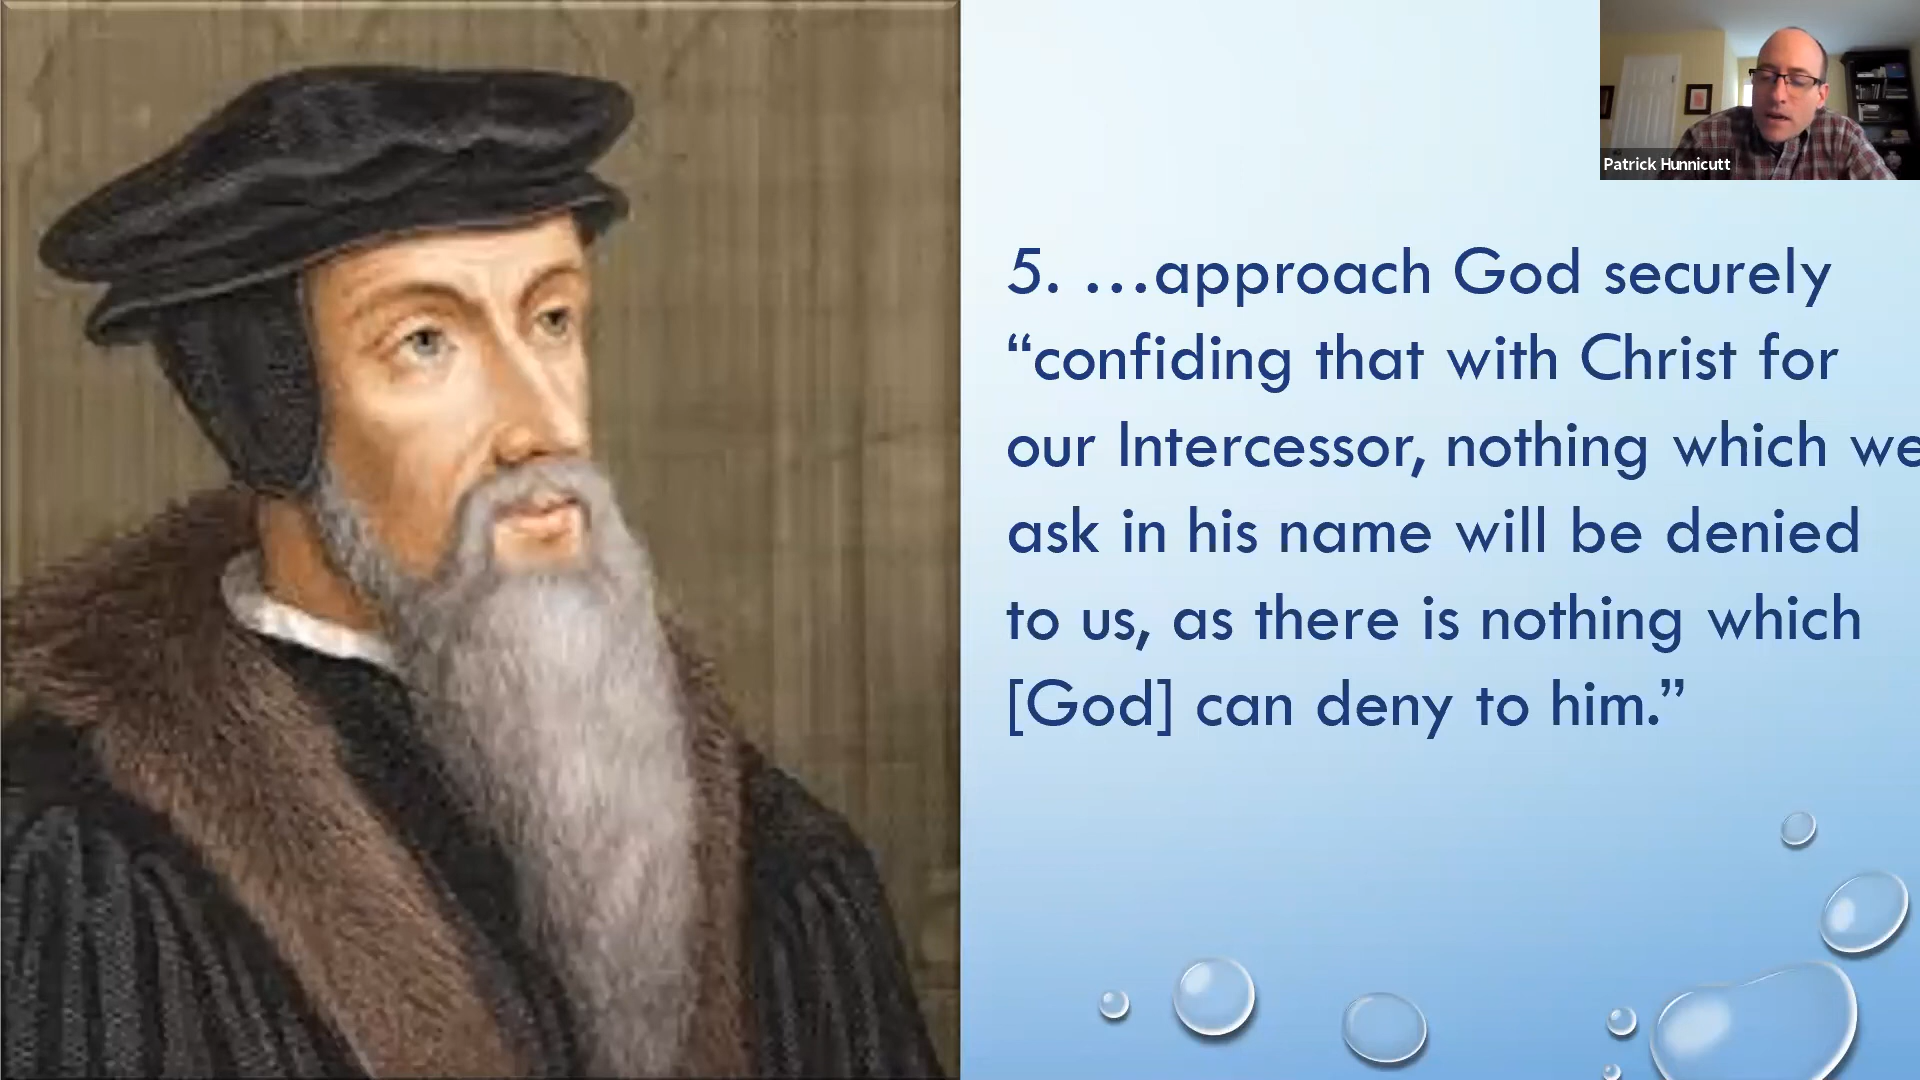 Patrick Hunnicutt
5. …approach God securely
“confiding that with Christ for
our Intercessor, nothing which we
ask in his name will be denied
to us, as there is nothing which
[God] can deny to him.”